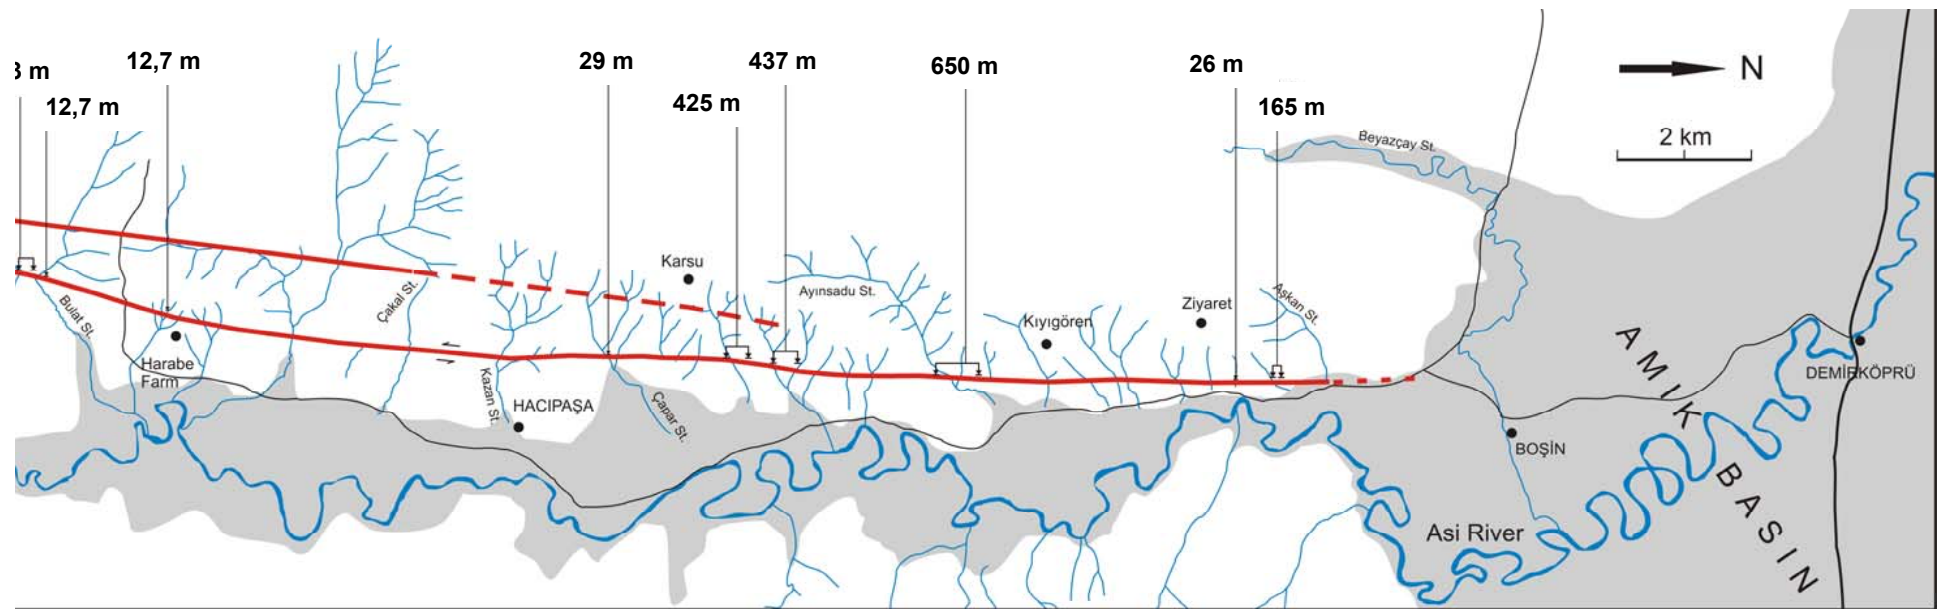 3 m
12,7 m
12,7 m
29 m
425 m
437 m
650 m
26 m
165 m
N
2 km
Beyazçay St.
Karsu
Ayınsadu St.
Kıyıgören
Ziyaret
Aşkan St.
Bulat St.
Çakal St.
Harabe
Farm
Kazan St.
HACIPAŞA
Çapar St.
BOŞİN
DEMİRKÖPRÜ
Asi River
AMIK BASIN